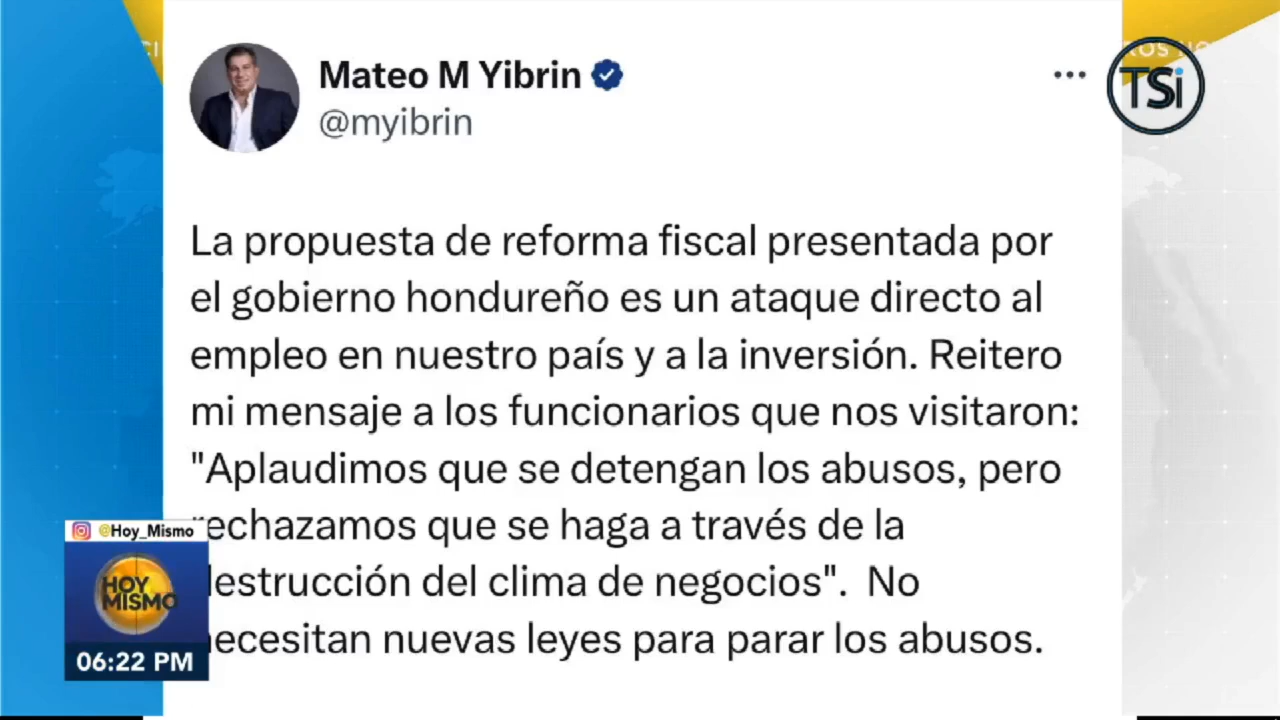 Mateo M Yibrin
@myibrin
TSi
La propuesta de reforma fiscal presentada por
el gobierno hondureño es un ataque directo al
empleo en nuestro país y a la inversión. Reitero
mi mensaje a los funcionarios que nos visitaron:
"Aplaudimos que se detengan los abusos, pero
rechazamos que se haga a través de la
destrucción del clima de negocios". No
necesitan nuevas leyes para parar los abusos.
@Hoy_Mismo
HOY
MISMO
06:22 PM